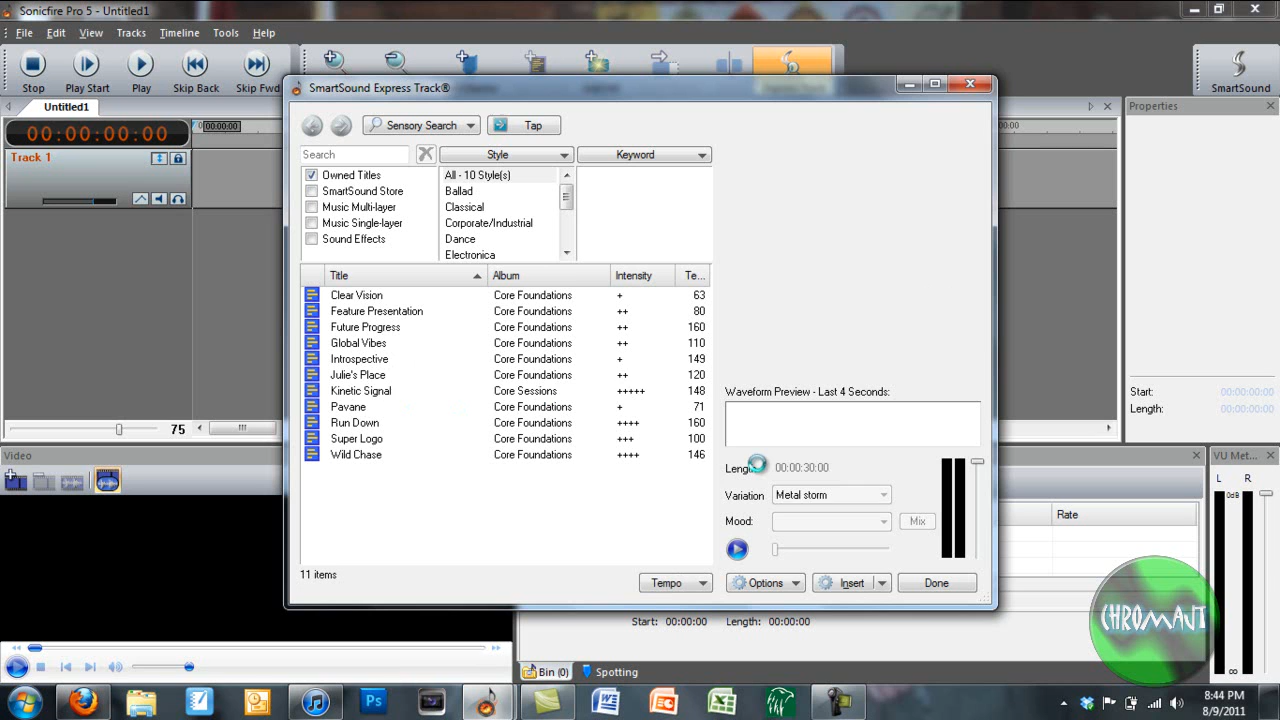 Sonicfire Pro 5 - Untitled1
File Edit View Tracks Timeline Tools Help
Stop Play Start Play Skip Back Skip Fwd SmartSound
SmartSound Express Track®
Untitled1
Properties
00:00:00:00
00:00:00
:00:00
Track 1
Sensory Search
Tap
Search
Style
Keyword
Owned Titles
SmartSound Store
Music Multi-layer
Music Single-layer
Sound Effects
All - 10 Style(s)
Ballad
Classical
Corporate/Industrial
Dance
Electronica
Title Album Intensity Te...
Clear Vision Core Foundations + 63
Feature Presentation Core Foundations ++ 80
Future Progress Core Foundations ++ 160
Global Vibes Core Foundations ++ 110
Introspective Core Foundations + 149
Julie's Place Core Foundations ++ 120
Kinetic Signal Core Sessions +++++ 148
Pavane Core Foundations + 71
Run Down Core Foundations ++++ 160
Super Logo Core Foundations +++ 100
Wild Chase Core Foundations ++++ 146
11 items
Tempo
Waveform Preview - Last 4 Seconds:
Leng 00:00:30:00
Variation Metal storm
Mood: Mix
Options Insert Done
Start: 00:00:00:00
Length: 00:00:00:00
75
Video
VU Met...
L R
0dB
∞
Rate
Start: 00:00:00 Length: 00:00:00
Bin (0) Spotting
CHROMAJT
8:44 PM
8/9/2011